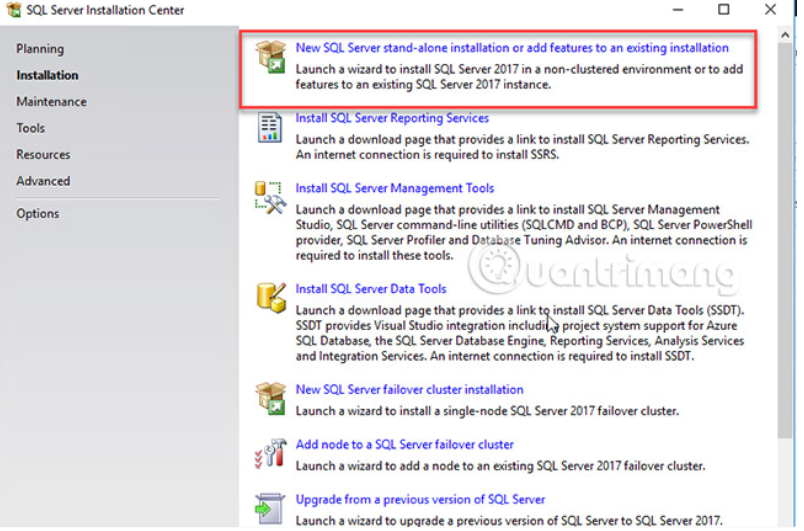 SQL Server Installation Center
Planning
Installation
Maintenance
Tools
Resources
Advanced
Options
New SQL Server stand-alone installation or add features to an existing installation
Launch a wizard to install SQL Server 2017 in a non-clustered environment or to add
features to an existing SQL Server 2017 instance.
Install SQL Server Reporting Services
Launch a download page that provides a link to install SQL Server Reporting Services.
An internet connection is required to install SSRS.
Install SQL Server Management Tools
Launch a download page that provides a link to install SQL Server Management
Studio, SQL Server command-line utilities (SQLCMD and BCP), SQL Server PowerShell
provider, SQL Server Profiler and Database Tuning Advisor. An internet connection is
required to install these tools.
Quantrimang
Install SQL Server Data Tools
Launch a download page that provides a link to install SQL Server Data Tools (SSDT).
SSDT provides Visual Studio integration including project system support for Azure
SQL Database, the SQL Server Database Engine, Reporting Services, Analysis Services
and Integration Services. An internet connection is required to install SSDT.
New SQL Server failover cluster installation
Launch a wizard to install a single-node SQL Server 2017 failover cluster.
Add node to a SQL Server failover cluster
Launch a wizard to add a node to an existing SQL Server 2017 failover cluster.
Upgrade from a previous version of SQL Server
Launch a wizard to upgrade a previous version of SQL Server to SQL Server 2017.